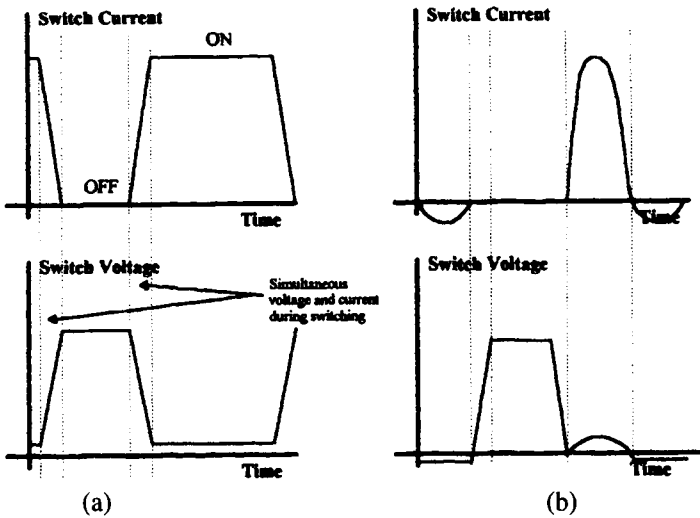 Switch Current
ON
OFF
Time
Switch Voltage
Simultaneous
voltage and current
during switching
Time
(a)
Switch Current
Time
Switch Voltage
Time
(b)